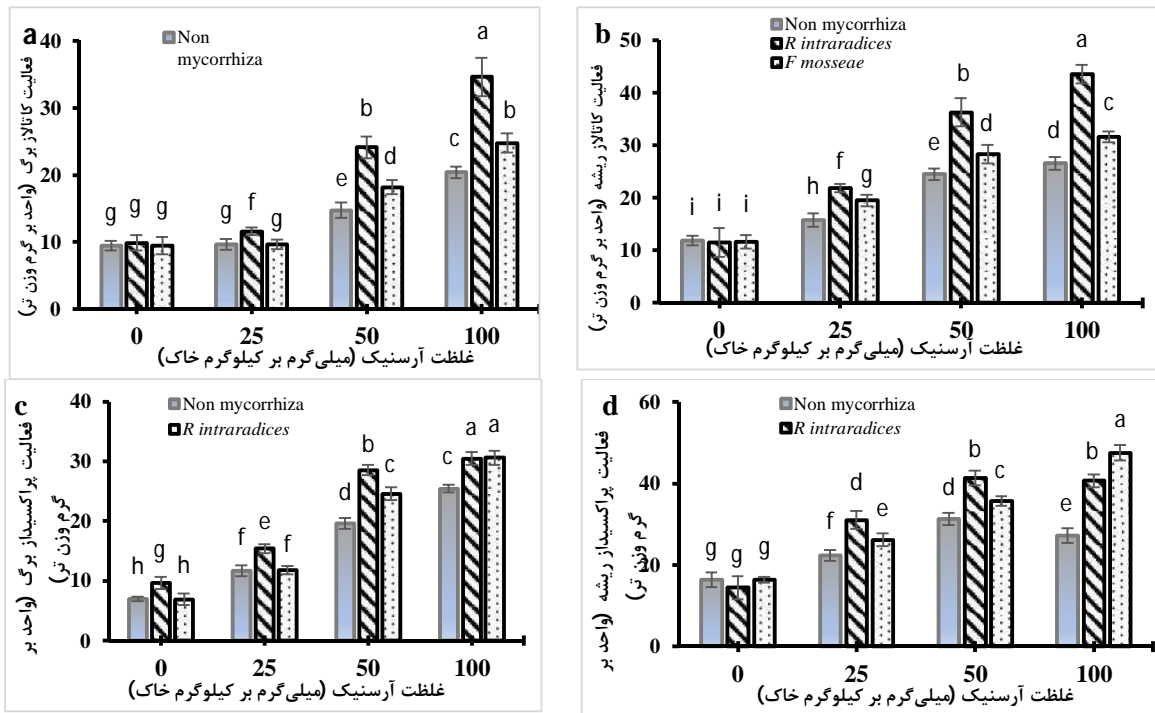 a
Non
mycorrhiza
فعالیت کاتالاز برگ (واحد بر گرم وزن تر)
40
30
20
10
0
g g g
g f g
e b d
c a b
0 25 50 100
غلظت آرسنیک (میلی‌گرم بر کیلوگرم خاک)
b
Non mycorrhiza
R intraradices
F mosseae
فعالیت کاتالاز ریشه (واحد بر گرم وزن تر)
50
40
30
20
10
0
i i i
h f g
e b d
d a c
0 25 50 100
غلظت آرسنیک (میلی‌گرم بر کیلوگرم خاک)
c
Non mycorrhiza
R intraradices
فعالیت پراکسیداز برگ (واحد بر
گرم وزن تر)
40
30
20
10
0
h g h
f e f
d b c
c a a
0 25 50 100
غلظت آرسنیک (میلی‌گرم بر کیلوگرم خاک)
d
Non mycorrhiza
R intraradices
فعالیت پراکسیداز ریشه (واحد بر
گرم وزن تر)
60
40
20
0
g g g
f d e
d b c
e b a
0 25 50 100
غلظت آرسنیک (میلی‌گرم بر کیلوگرم خاک)